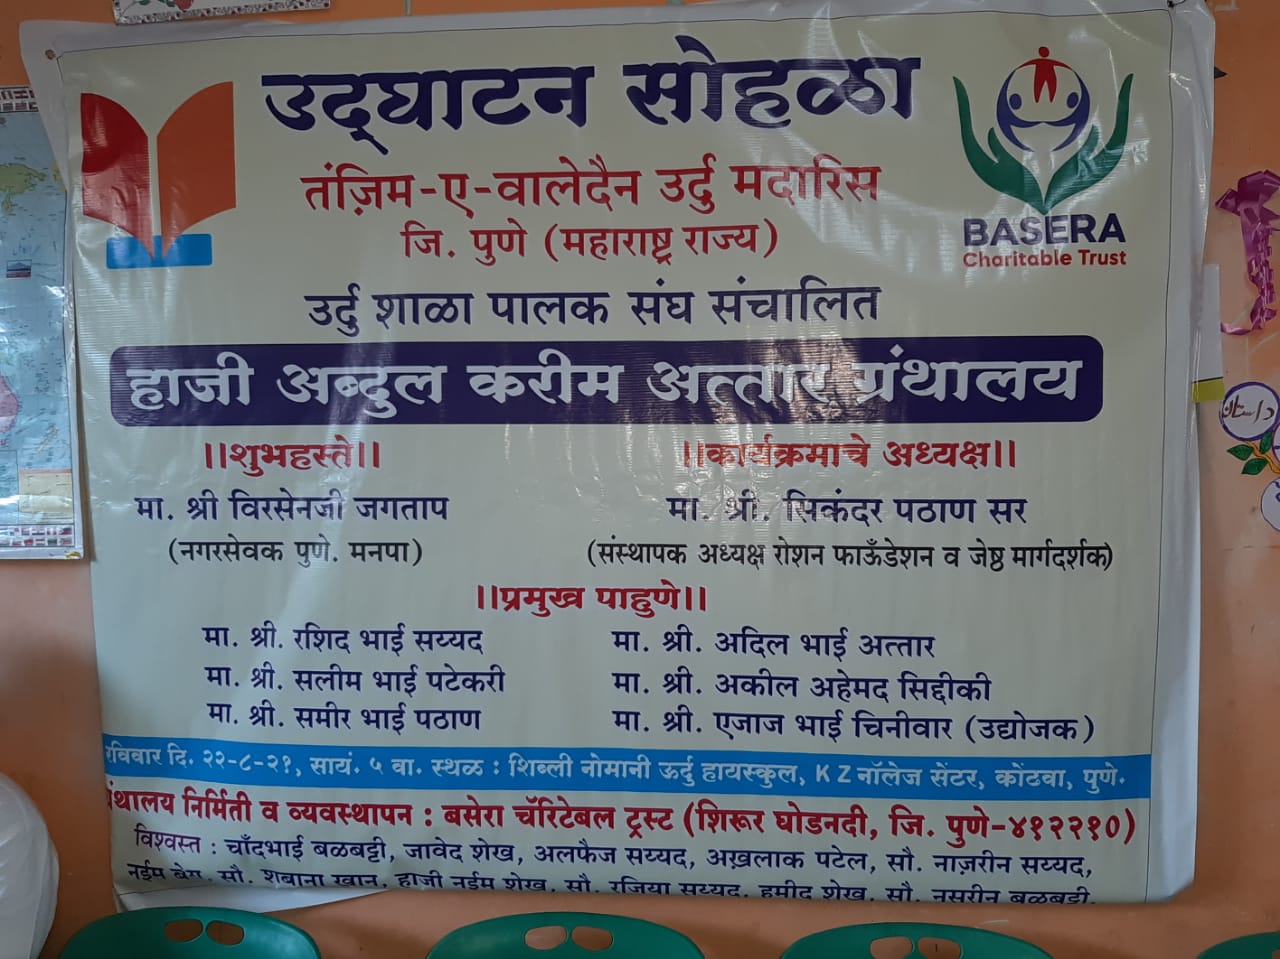 उद्घाटन सोहळा
तंज़िम-ए-वालेदैन उर्दु मदारिस
जि. पुणे (महाराष्ट्र राज्य)
BASERA
Charitable Trust
उर्दु शाळा पालक संघ संचालित
हाजी अब्दुल करीम अत्तार ग्रंथालय
||शुभहस्ते||
||कार्यक्रमाचे अध्यक्ष||
मा. श्री विरसेनजी जगताप
मा. श्री. सिकंदर पठाण सर
(नगरसेवक पुणे. मनपा)
(संस्थापक अध्यक्ष रोशन फाऊँडेशन व जेष्ठ मार्गदर्शक)
||प्रमुख पाहुणे||
मा. श्री. रशिद भाई सय्यद
मा. श्री. अदिल भाई अत्तार
मा. श्री. सलीम भाई पटेकरी
मा. श्री. अकील अहेमद सिद्दीकी
मा. श्री. समीर भाई पठाण
मा. श्री. एजाज भाई चिनीवार (उद्योजक)
रविवार दि. २२-८-२१, सायं. ५ वा. स्थळ : शिब्ली नोमानी ऊर्दु हायस्कुल, K Z नॉलेज सेंटर, कोंढवा, पुणे.
ग्रंथालय निर्मिती व व्यवस्थापन : बसेरा चॅरिटेबल ट्रस्ट (शिरूर घोडनदी, जि. पुणे-४१२२१०)
विश्वस्त : चाँदभाई बळबट्टी, जावेद शेख, अलफैज सय्यद, अख़लाक पटेल, सौ. नाज़रीन सय्यद,
नईम बेग, सौ. शबाना खान, हाजी नईम शेख, सौ. रजिया सय्यद, हमीद शेख, सौ. नसरीन बळबट्टी.
داستان